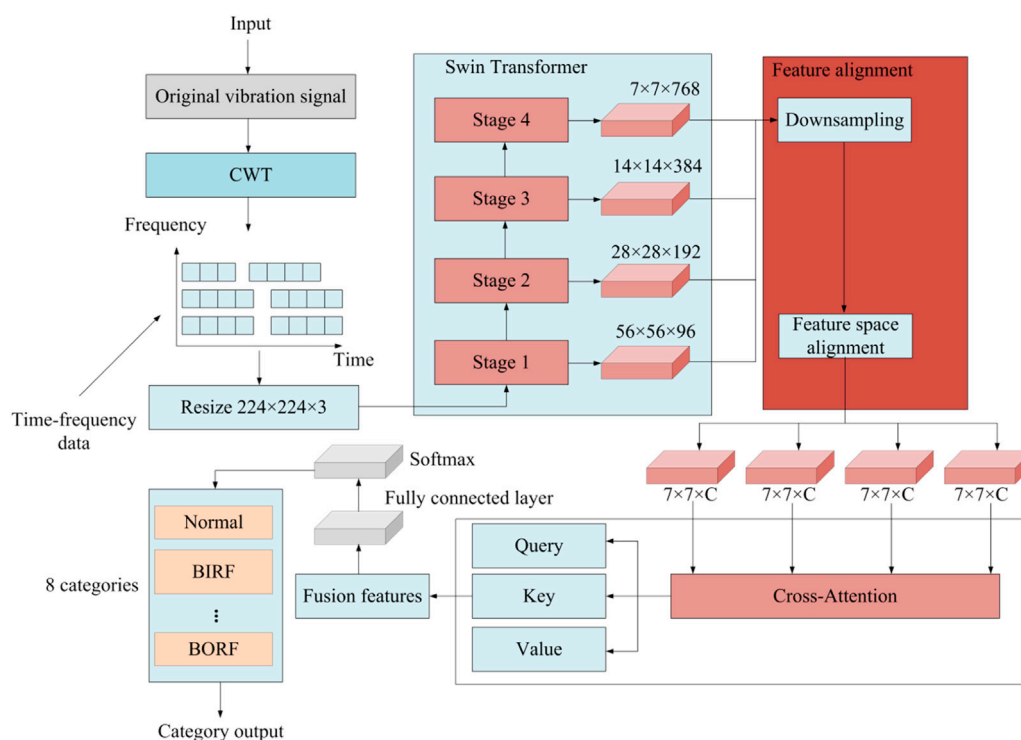 Input
Original vibration signal
CWT
Frequency
Time
Time-frequency
data
Resize 224×224×3
Swin Transformer
Stage 4
7×7×768
Stage 3
14×14×384
Stage 2
28×28×192
Stage 1
56×56×96
Feature alignment
Downsampling
Feature space
alignment
7×7×C
7×7×C
7×7×C
7×7×C
Cross-Attention
Query
Key
Value
Fusion features
Fully connected layer
Softmax
8 categories
Normal
BIRF
⋮
BORF
Category output